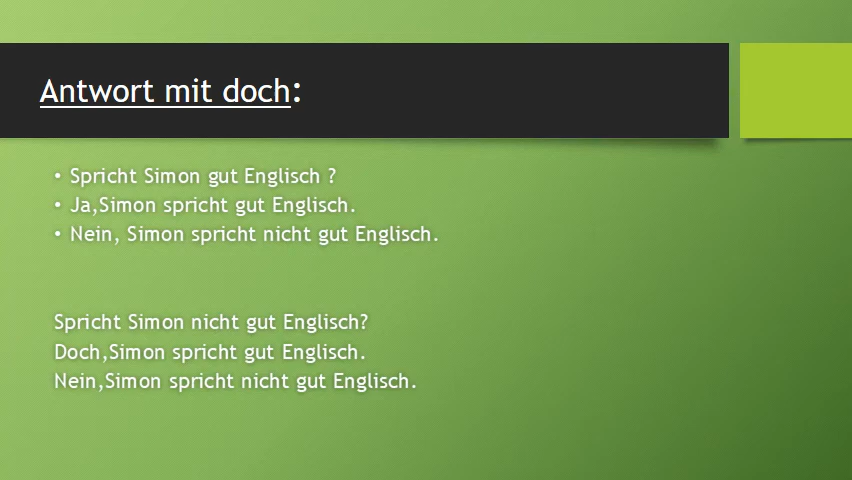 Antwort mit doch:
• Spricht Simon gut Englisch ?
• Ja,Simon spricht gut Englisch.
• Nein, Simon spricht nicht gut Englisch.
Spricht Simon nicht gut Englisch?
Doch,Simon spricht gut Englisch.
Nein,Simon spricht nicht gut Englisch.